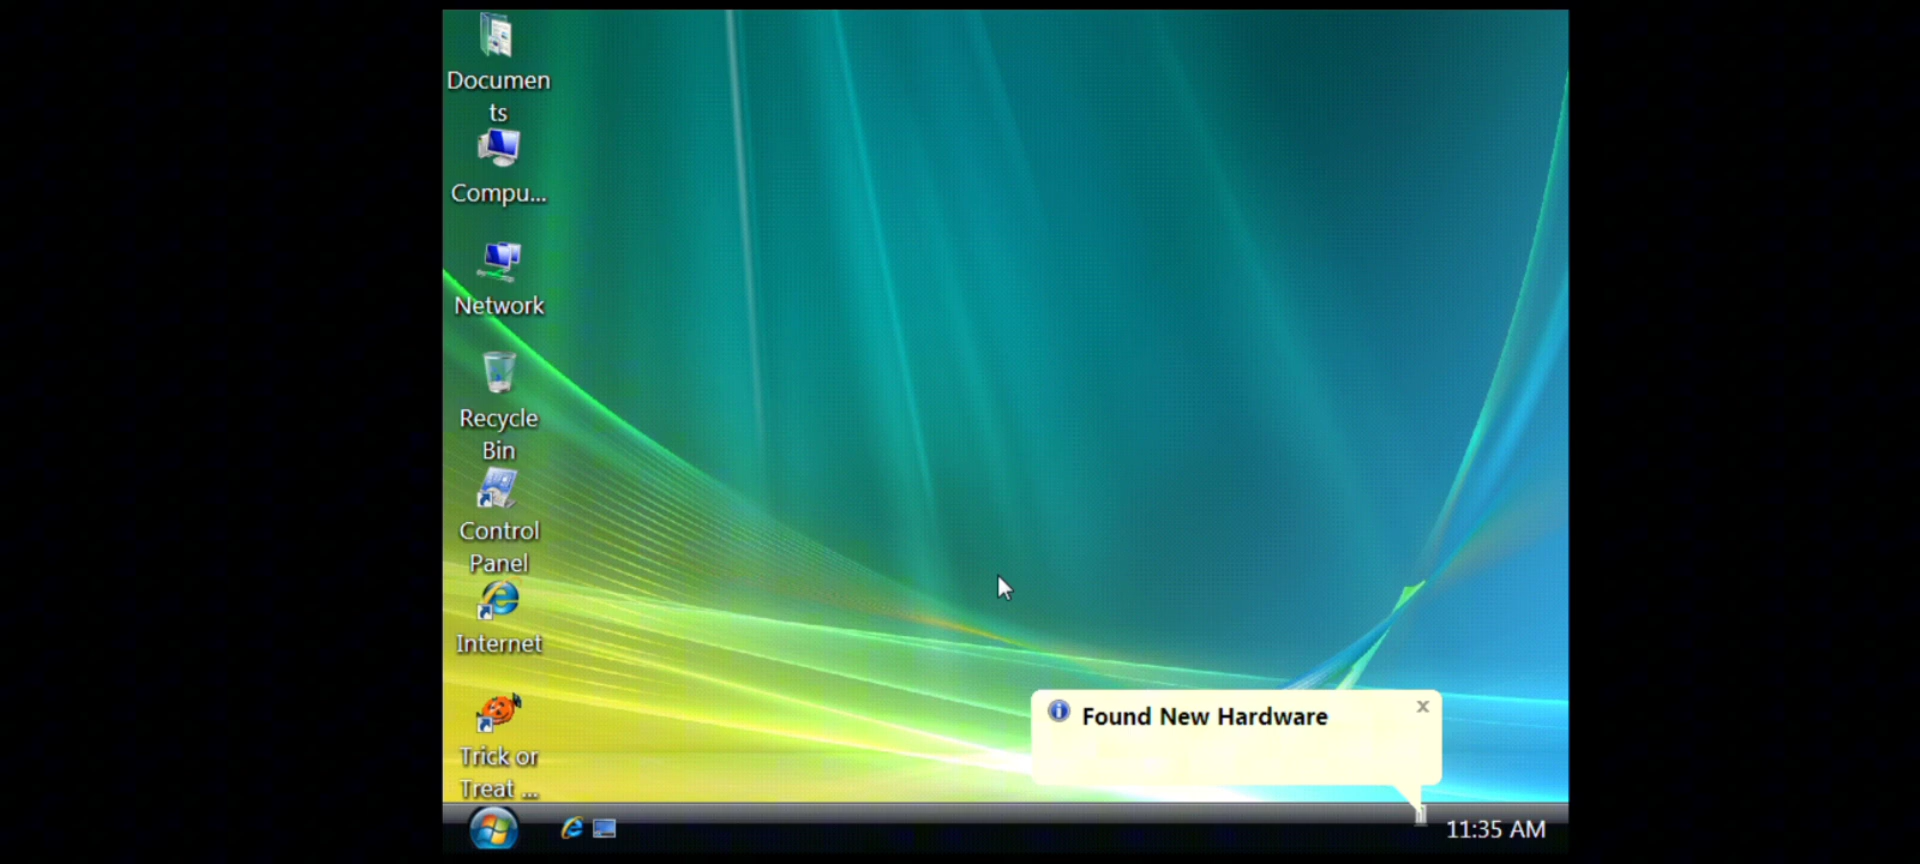 Documen
ts
Compu...
Network
Recycle
Bin
Control
Panel
Internet
Trick or
Treat ...
Found New Hardware
11:35 AM